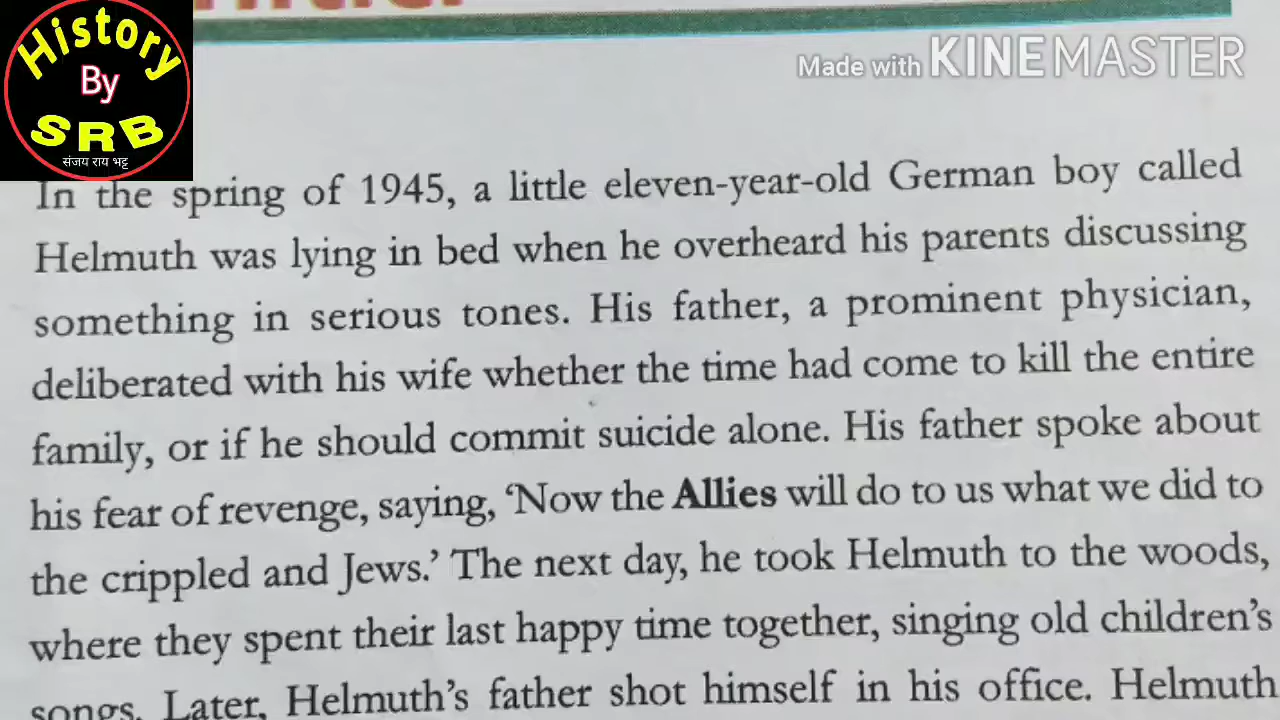 History
By
SRB
संजय राय भट्ट
Made with KINEMASTER
In the spring of 1945, a little eleven-year-old German boy called
Helmuth was lying in bed when he overheard his parents discussing
something in serious tones. His father, a prominent physician,
deliberated with his wife whether the time had come to kill the entire
family, or if he should commit suicide alone. His father spoke about
his fear of revenge, saying, ‘Now the Allies will do to us what we did to
the crippled and Jews.’ The next day, he took Helmuth to the woods,
where they spent their last happy time together, singing old children’s
songs. Later, Helmuth’s father shot himself in his office. Helmuth